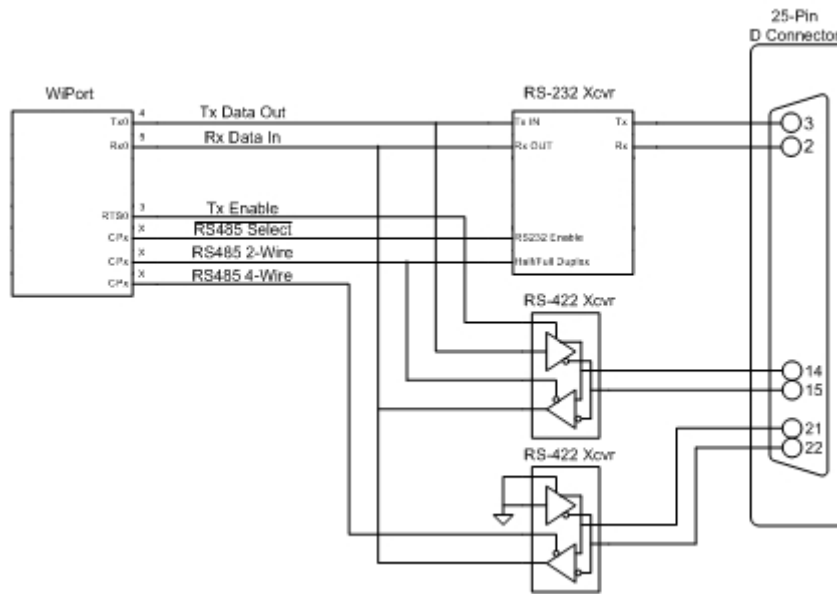 25-Pin
D Connector
WiPort
RS-232 Xcvr
4
Tx Data Out
Tx0
Tx IN
Tx
3
Rx Data In
Rx0
Rx OUT
Rx
2
3
Tx Enable
RTS0
X
RS485 Select
CPx
RS232 Enable
X
RS485 2-Wire
CPx
Half/Full Duplex
X
RS485 4-Wire
CPx
RS-422 Xcvr
14
15
21
22
RS-422 Xcvr